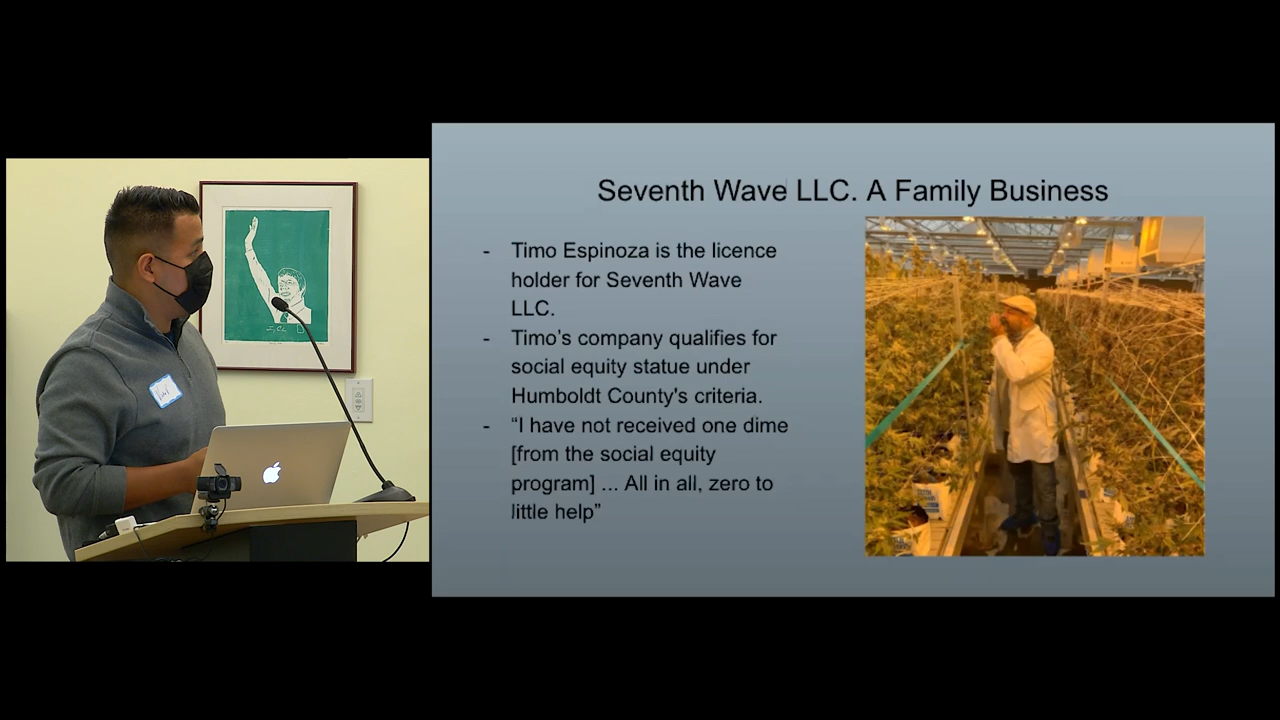 Seventh Wave LLC. A Family Business
- Timo Espinoza is the licence
holder for Seventh Wave
LLC.
- Timo's company qualifies for
social equity statue under
Humboldt County's criteria.
- “I have not received one dime
[from the social equity
program] ... All in all, zero to
little help”